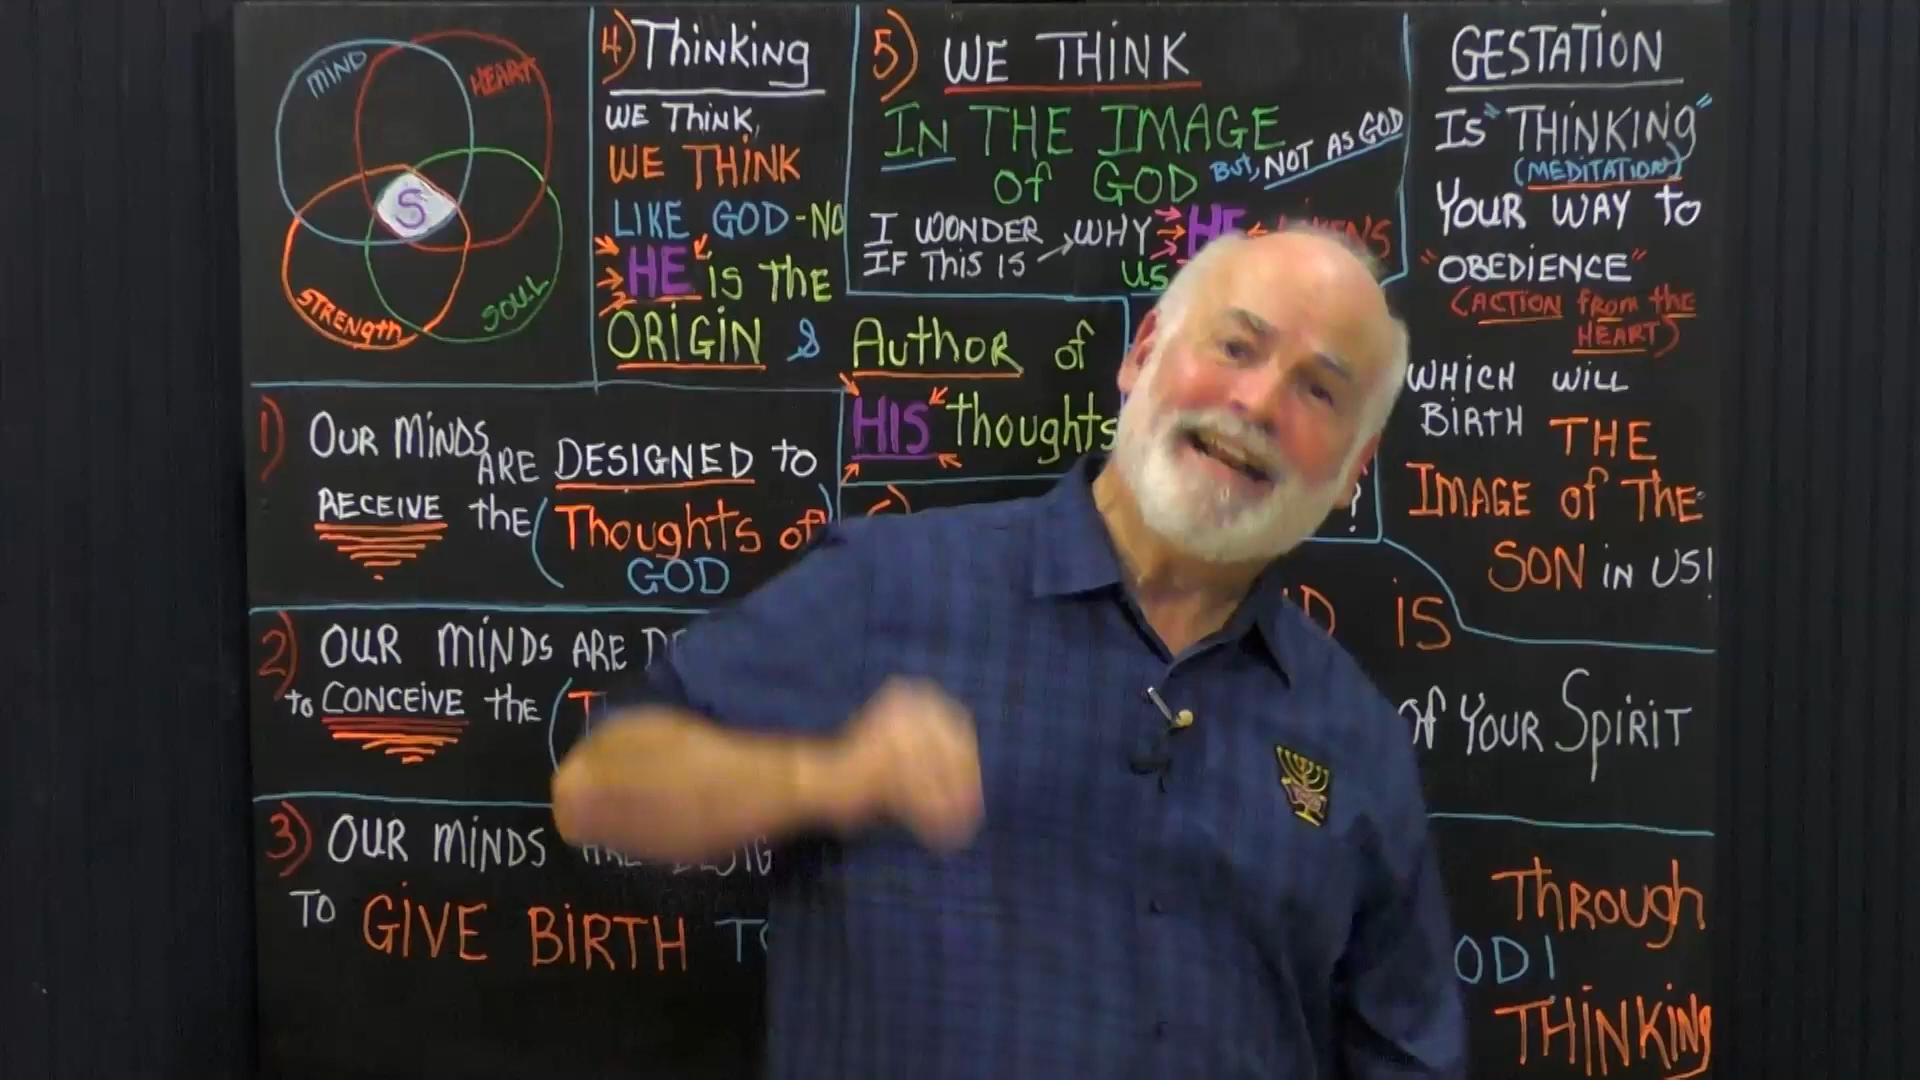 MIND
HEART
S
STRENGTH
SOUL
4) Thinking
WE THINK,
WE THINK
LIKE GOD - NO
HE IS THE
ORIGIN & AUTHOR of
HIS thoughts
5) WE THINK
IN THE IMAGE
OF GOD BUT, NOT AS GOD
I WONDER WHY HE
IF THIS IS US
?
GESTATION
IS "THINKING"
(MEDITATION)
YOUR WAY TO
"OBEDIENCE"
(ACTION from the
HEART)
WHICH WILL
BIRTH THE
IMAGE of THE
SON IN US!
1) OUR MINDS ARE DESIGNED TO
RECEIVE the (Thoughts of
GOD
2) OUR MINDS ARE
to CONCEIVE the
3) OUR MINDS
TO GIVE BIRTH
IS
OF YOUR SPIRIT
THROUGH
THINKING